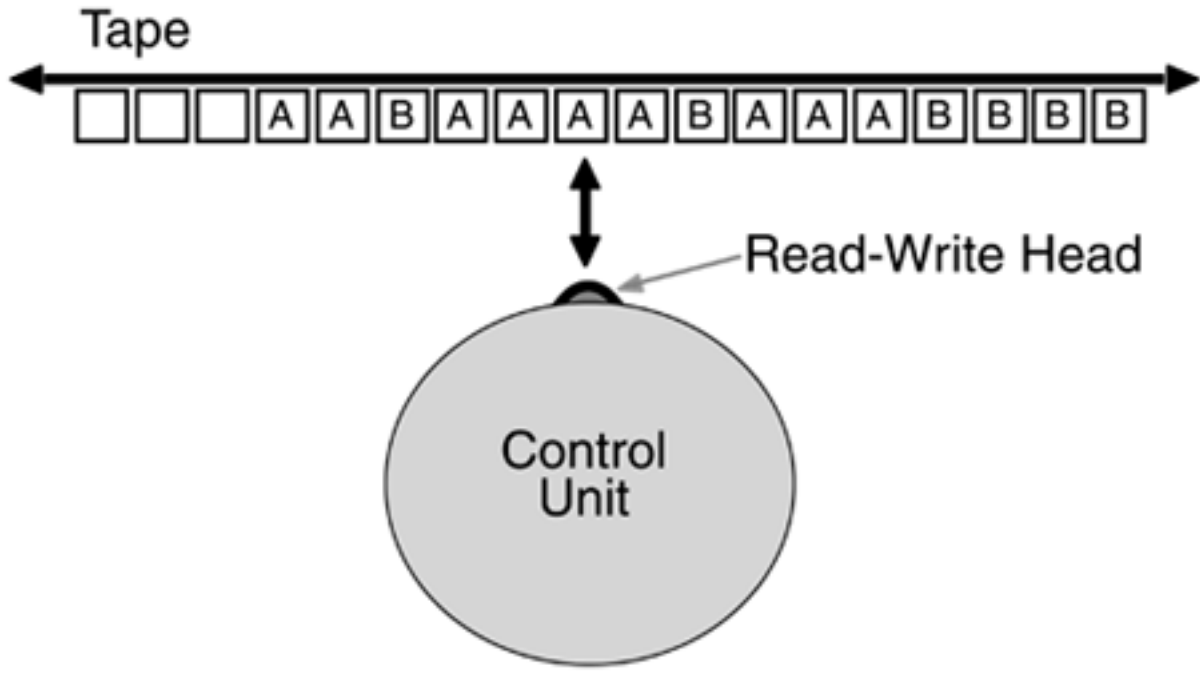 Tape
A A B A A A A B A A A B B B B
Read-Write Head
Control
Unit